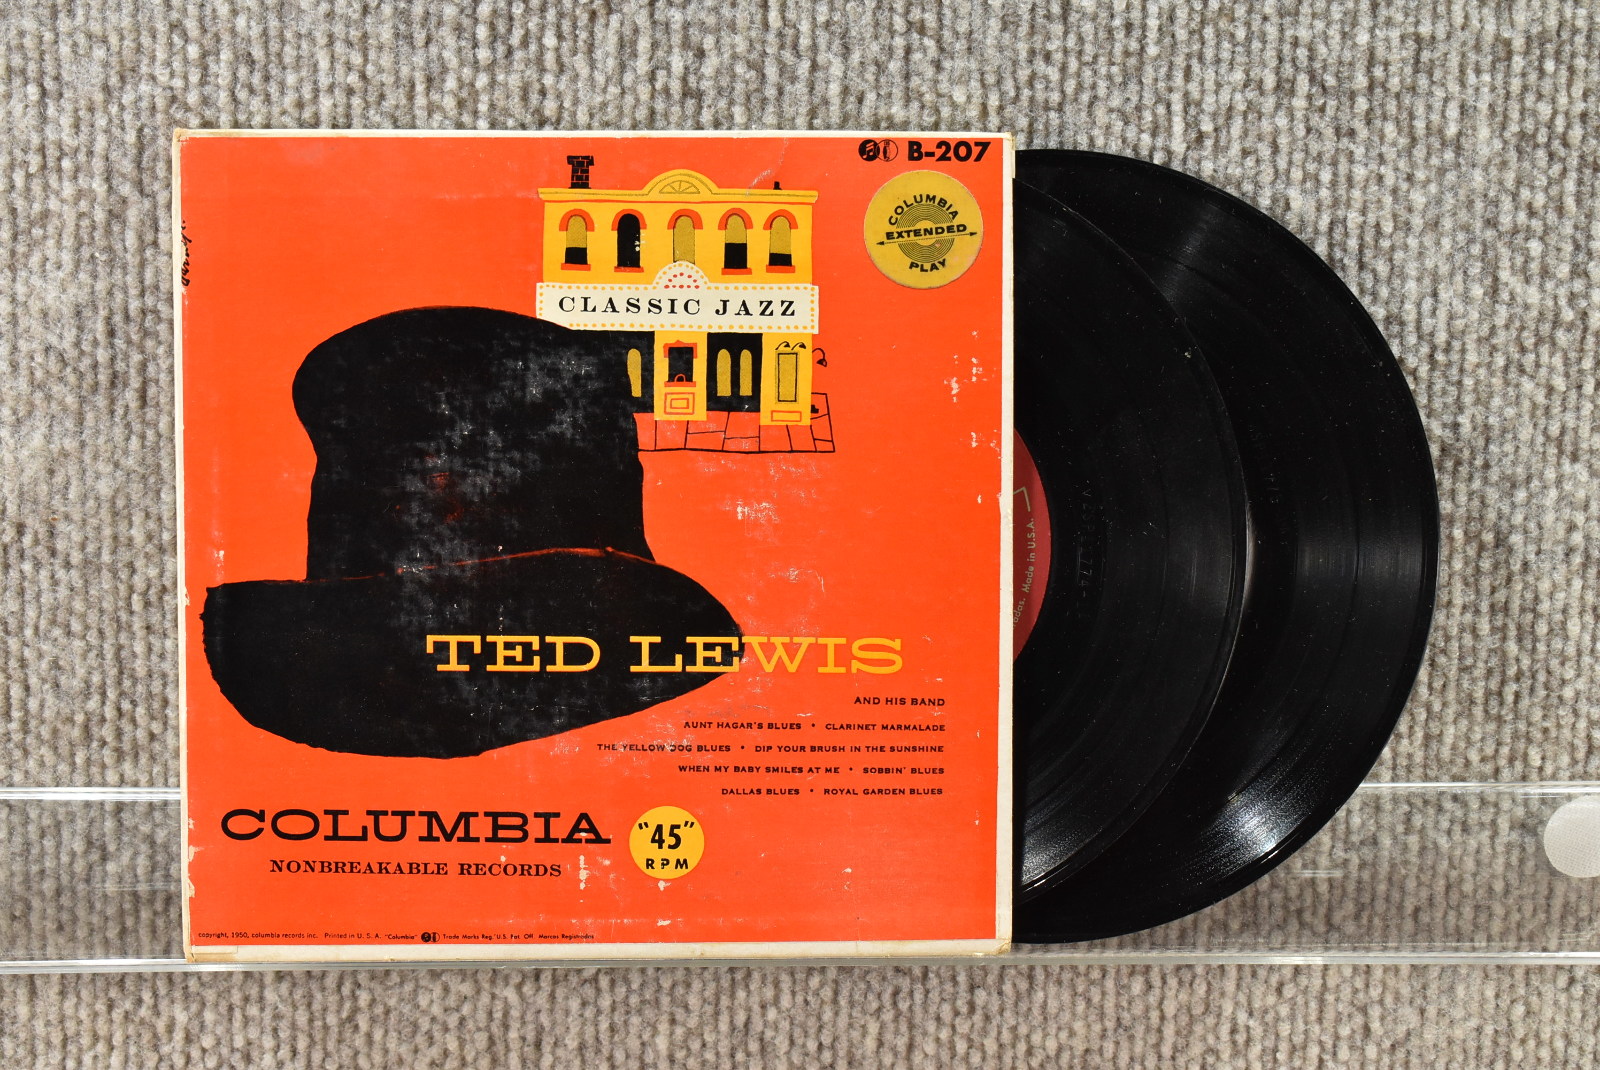 B-207
COLUMBIA
EXTENDED
PLAY
CLASSIC JAZZ
TED LEWIS
AND HIS BAND
AUNT HAGAR'S BLUES • CLARINET MARMALADE
THE YELLOW DOG BLUES • DIP YOUR BRUSH IN THE SUNSHINE
WHEN MY BABY SMILES AT ME • SOBBIN' BLUES
DALLAS BLUES • ROYAL GARDEN BLUES
COLUMBIA
NONBREAKABLE RECORDS
"45"
RPM
copyright, 1950, columbia records inc. Printed in U. S. A. "Columbia" Trade Marks Reg. U.S. Pat. Off. Marcas Registradas
Made in U.S.A.